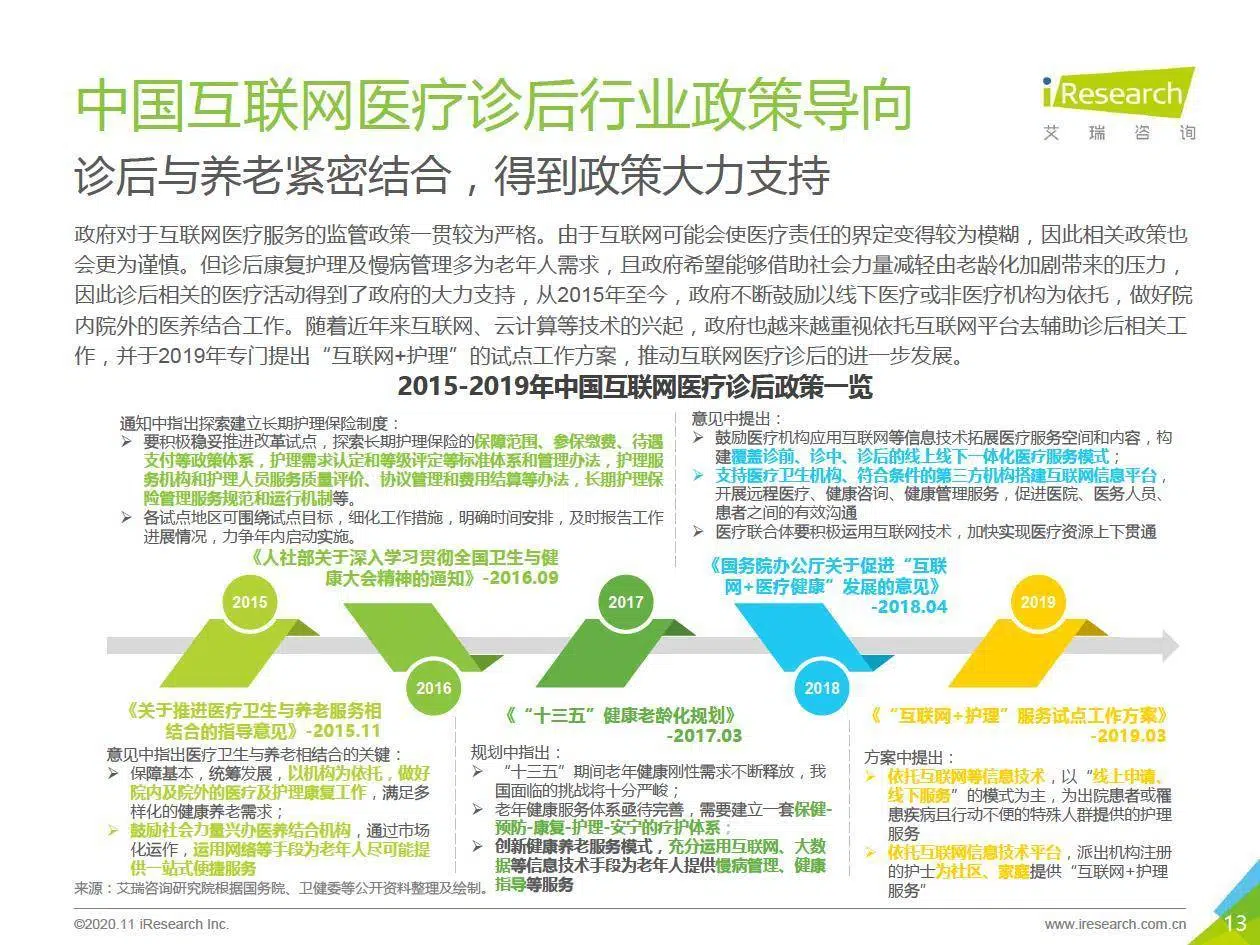 中国互联网医疗诊后行业政策导向
iResearch
艾瑞咨询
诊后与养老紧密结合，得到政策大力支持
政府对于互联网医疗服务的监管政策一贯较为严格。由于互联网可能会使医疗责任的界定变得较为模糊，因此相关政策也
会更为谨慎。但诊后康复护理及慢病管理多为老年人需求，且政府希望能够借助社会力量减轻由老龄化加剧带来的压力，
因此诊后相关的医疗活动得到了政府的大力支持，从2015年至今，政府不断鼓励以线下医疗或非医疗机构为依托，做好院
内院外的医养结合工作。随着近年来互联网、云计算等技术的兴起，政府也越来越重视依托互联网平台去辅助诊后相关工
作，并于2019年专门提出“互联网+护理”的试点工作方案，推动互联网医疗诊后的进一步发展。
2015-2019年中国互联网医疗诊后政策一览
通知中指出探索建立长期护理保险制度：
➢ 要积极稳妥推进改革试点，探索长期护理保险的保障范围、参保缴费、待遇
支付等政策体系，护理需求认定和等级评定等标准体系和管理办法，护理服
务机构和护理人员服务质量评价、协议管理和费用结算等办法，长期护理保
险管理服务规范和运行机制等。
➢ 各试点地区可围绕试点目标，细化工作措施，明确时间安排，及时报告工作
进展情况，力争年内启动实施。
《人社部关于深入学习贯彻全国卫生与健
康大会精神的通知》-2016.09
意见中提出：
➢ 鼓励医疗机构应用互联网等信息技术拓展医疗服务空间和内容，构
建覆盖诊前、诊中、诊后的线上线下一体化医疗服务模式；
➢ 支持医疗卫生机构、符合条件的第三方机构搭建互联网信息平台，
开展远程医疗、健康咨询、健康管理服务，促进医院、医务人员、
患者之间的有效沟通
➢ 医疗联合体要积极运用互联网技术，加快实现医疗资源上下贯通
《国务院办公厅关于促进“互联
网+医疗健康”发展的意见》
-2018.04
2015
2016
2017
2018
2019
《关于推进医疗卫生与养老服务相
结合的指导意见》-2015.11
意见中指出医疗卫生与养老相结合的关键：
➢ 保障基本，统筹发展，以机构为依托，做好
院内及院外的医疗及护理康复工作，满足多
样化的健康养老需求；
➢ 鼓励社会力量兴办医养结合机构，通过市场
化运作，运用网络等手段为老年人尽可能提
供一站式便捷服务
《“十三五”健康老龄化规划》
-2017.03
规划中指出：
➢ “十三五”期间老年健康刚性需求不断释放，我
国面临的挑战将十分严峻；
➢ 老年健康服务体系亟待完善，需要建立一套保健-
预防-康复-护理-安宁的疗护体系；
➢ 创新健康养老服务模式，充分运用互联网、大数
据等信息技术手段为老年人提供慢病管理、健康
指导等服务
《“互联网+护理”服务试点工作方案》
-2019.03
方案中提出：
➢ 依托互联网等信息技术，以“线上申请、
线下服务”的模式为主，为出院患者或罹
患疾病且行动不便的特殊人群提供的护理
服务
➢ 依托互联网信息技术平台，派出机构注册
的护士为社区、家庭提供“互联网+护理
服务”
来源：艾瑞咨询研究院根据国务院、卫健委等公开资料整理及绘制。
©2020.11 iResearch Inc.
www.iresearch.com.cn
13